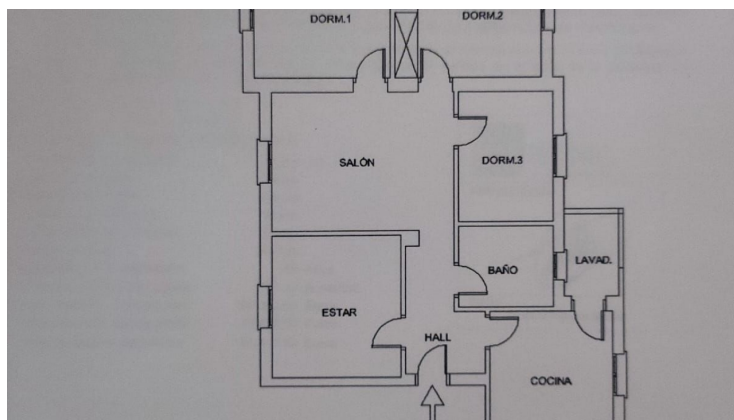 DORM.1
DORM.2
SALÓN
DORM.3
BAÑO
LAVAD.
ESTAR
HALL
COCINA